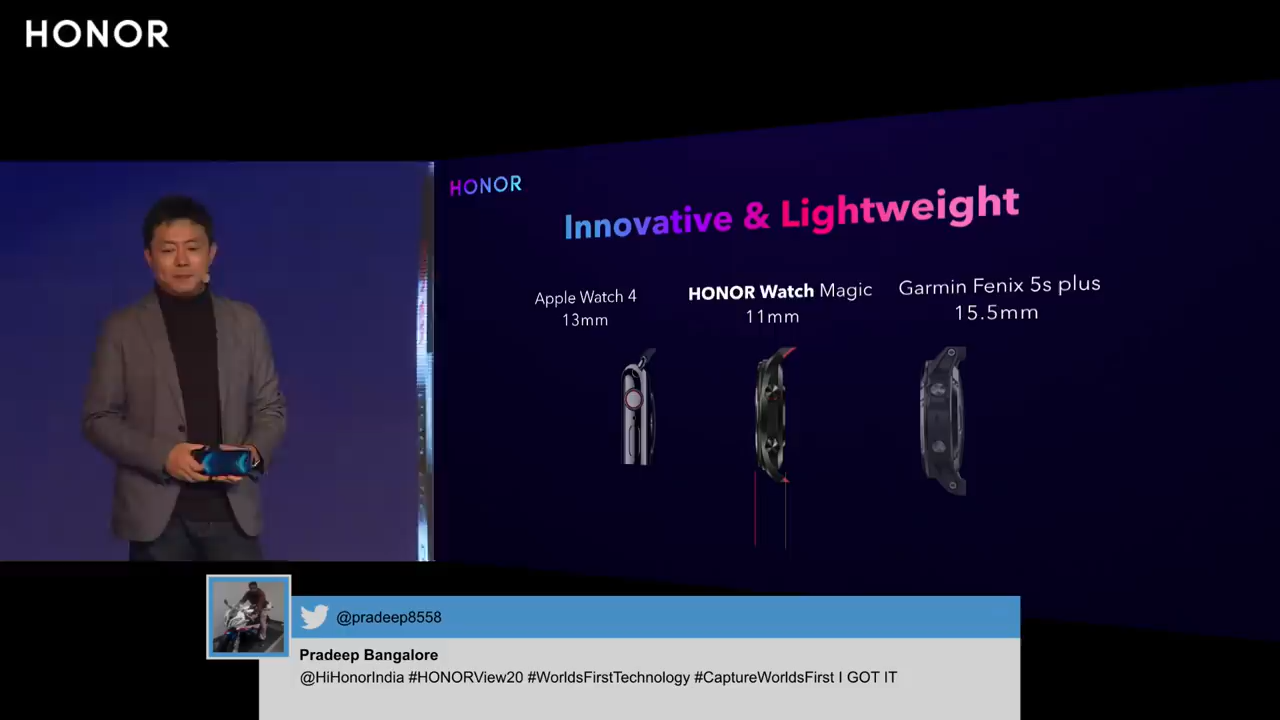 HONOR
HONOR
Innovative & Lightweight
Apple Watch 4
13mm
HONOR Watch Magic
11mm
Garmin Fenix 5s plus
15.5mm
@pradeep8558
Pradeep Bangalore
@HiHonorIndia #HONORView20 #WorldsFirstTechnology #CaptureWorldsFirst I GOT IT